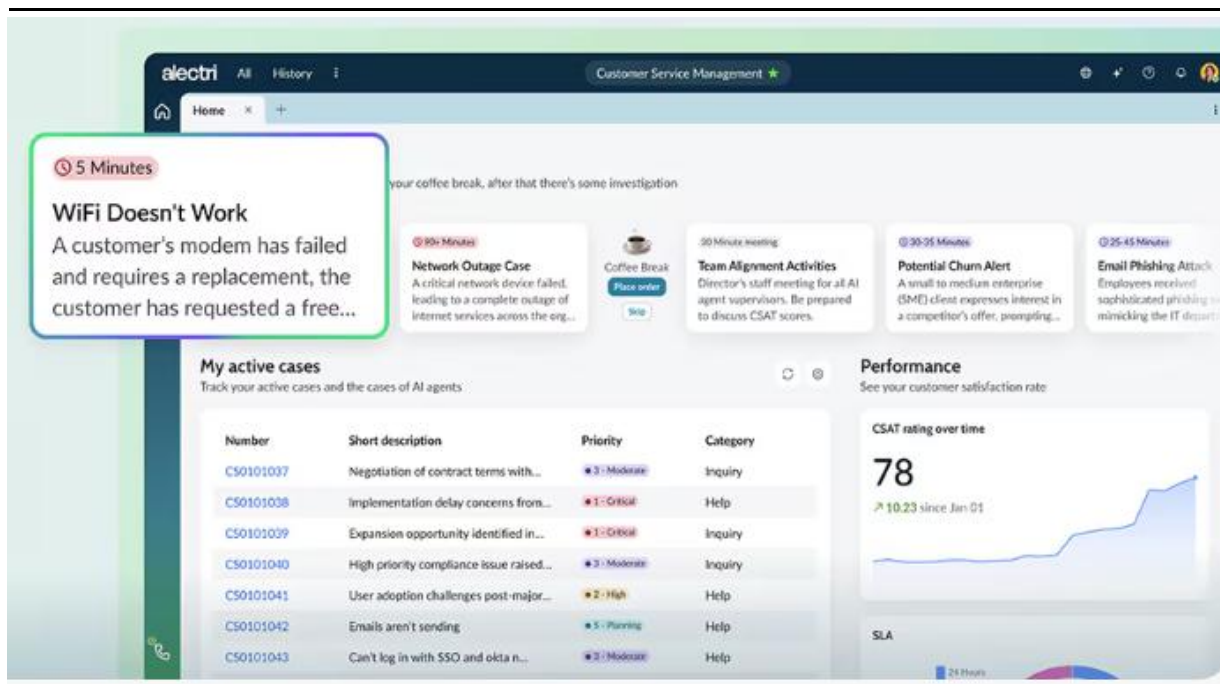 alectri All History
Customer Service Management
Home × +
5 Minutes
WiFi Doesn't Work
A customer's modem has failed
and requires a replacement, the
customer has requested a free...
your coffee break, after that there's some investigation
90+ Minutes
Network Outage Case
A critical network device failed,
leading to a complete outage of
internet services across the org...
Coffee Break
Place order
Skip
30 Minute meeting
Team Alignment Activities
Director's staff meeting for all AI
agent supervisors. Be prepared
to discuss CSAT scores.
30-35 Minutes
Potential Churn Alert
A small to medium enterprise
(SME) client expresses interest in
a competitor's offer, prompting...
25-45 Minutes
Email Phishing Attack
Employees received
sophisticated phishing
mimicking the IT
My active cases
Track your active cases and the cases of AI agents
Number Short description Priority Category
CS0101037 Negotiation of contract terms with... 3 - Moderate Inquiry
CS0101038 Implementation delay concerns from... 1 - Critical Help
CS0101039 Expansion opportunity identified in... 1 - Critical Inquiry
CS0101040 High priority compliance issue raised... 3 - Moderate Inquiry
CS0101041 User adoption challenges post-major... 2 - High Help
CS0101042 Emails aren't sending 5 - Planning Help
CS0101043 Can't log in with SSO and okta n... 3 - Moderate Help
Performance
See your customer satisfaction rate
CSAT rating over time
78
10.23 since Jan 01
SLA
24 Hours